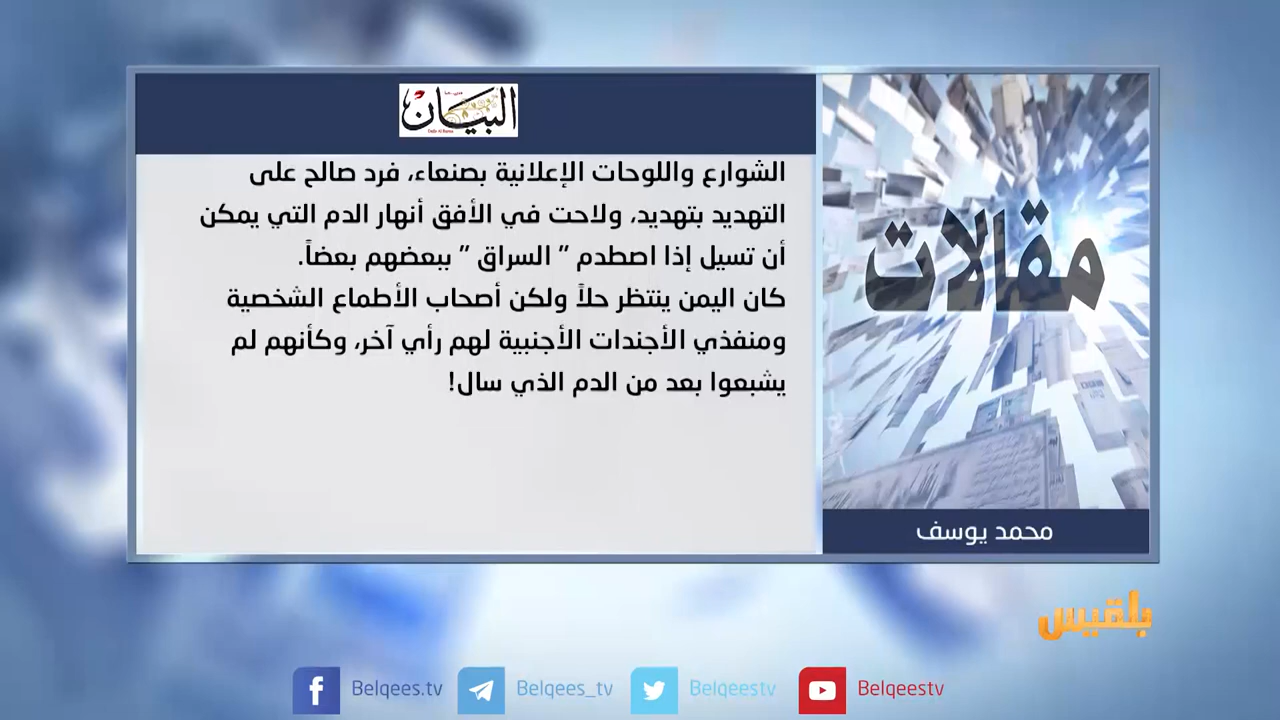 البيان
الشوارع واللوحات الإعلانية بصنعاء، فرد صالح على
التهديد بتهديد، ولاحت في الأفق أنهار الدم التي يمكن
أن تسيل إذا اصطدم " السراق " ببعضهم بعضاً.
كان اليمن ينتظر حلاً ولكن أصحاب الأطماع الشخصية
ومنفذي الأجندات الأجنبية لهم رأي آخر، وكأنهم لم
يشبعوا بعد من الدم الذي سال!
مقالات
محمد يوسف
بلقيس
Belqees.tv
Belqees_tv
Belqeestv
Belqeestv